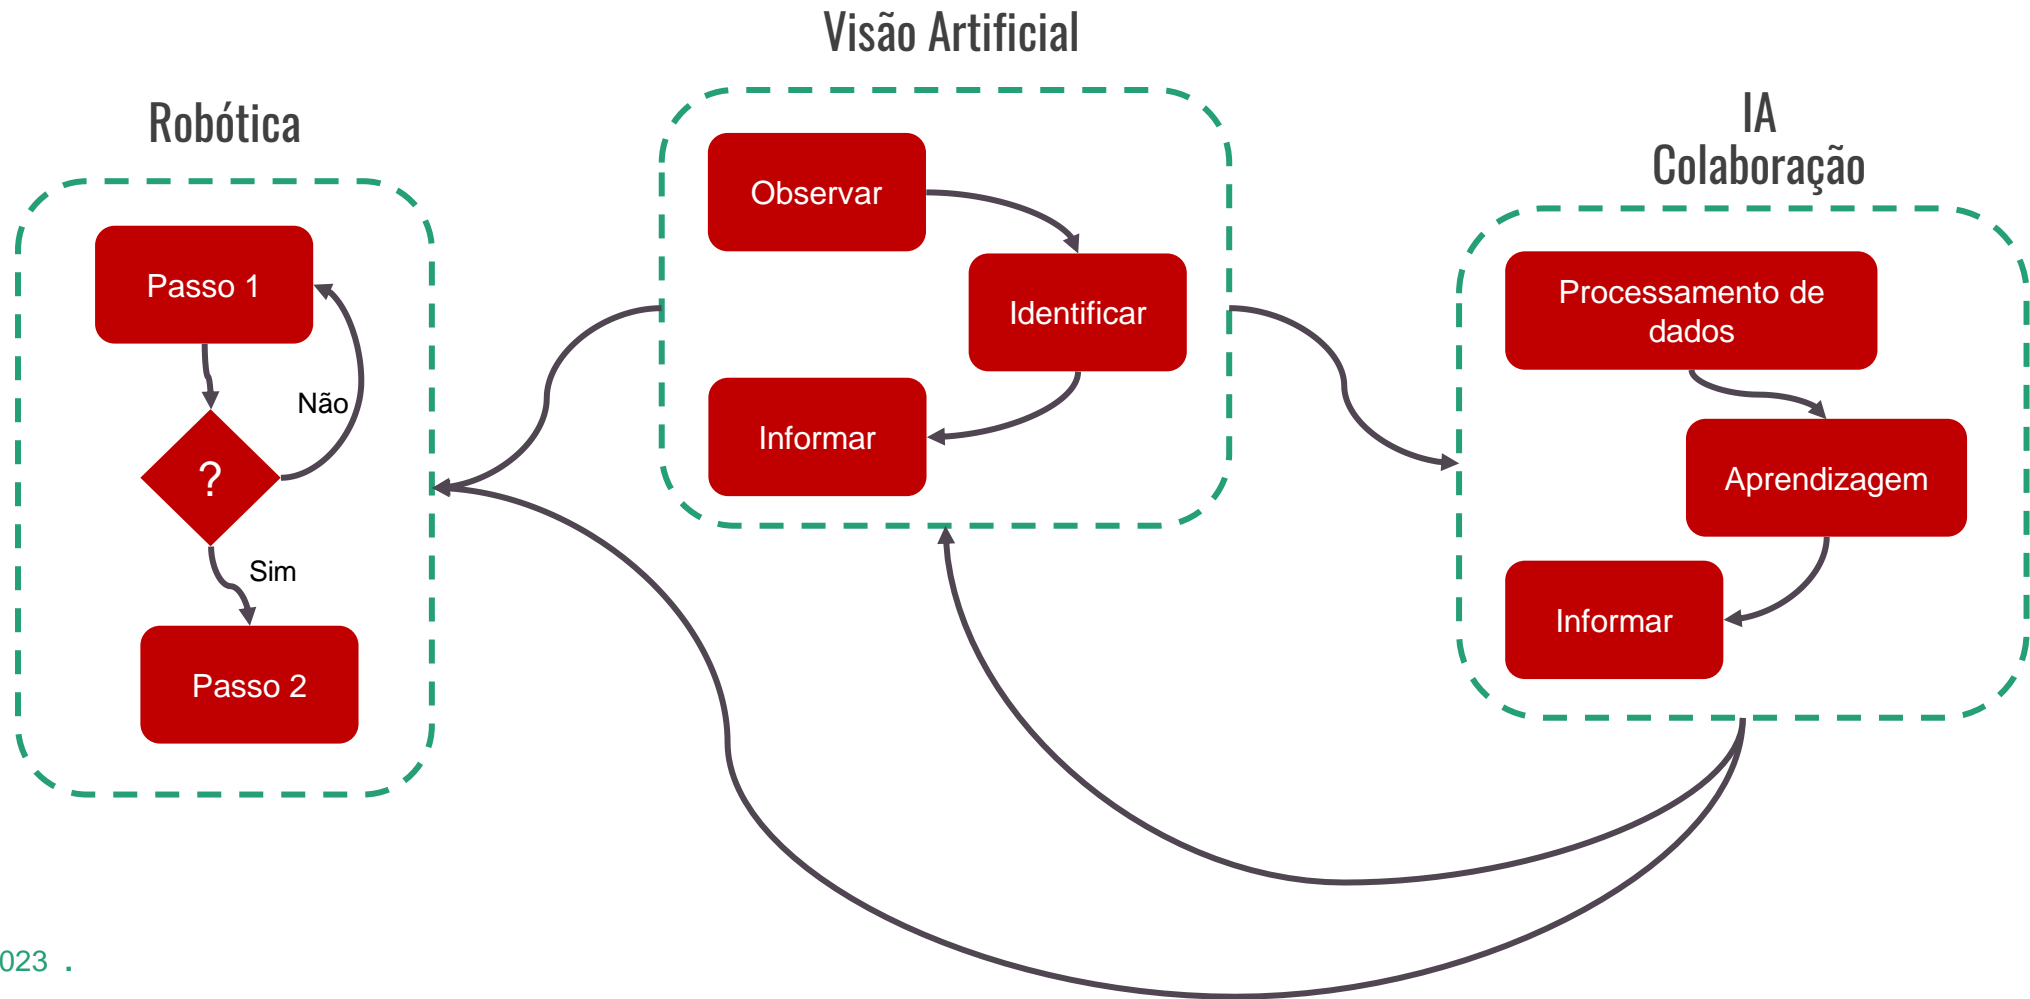 Visão Artificial
Robótica
IA
Colaboração
Passo 1
Não
?
Sim
Passo 2
Observar
Identificar
Informar
Processamento de
dados
Aprendizagem
Informar
023 .